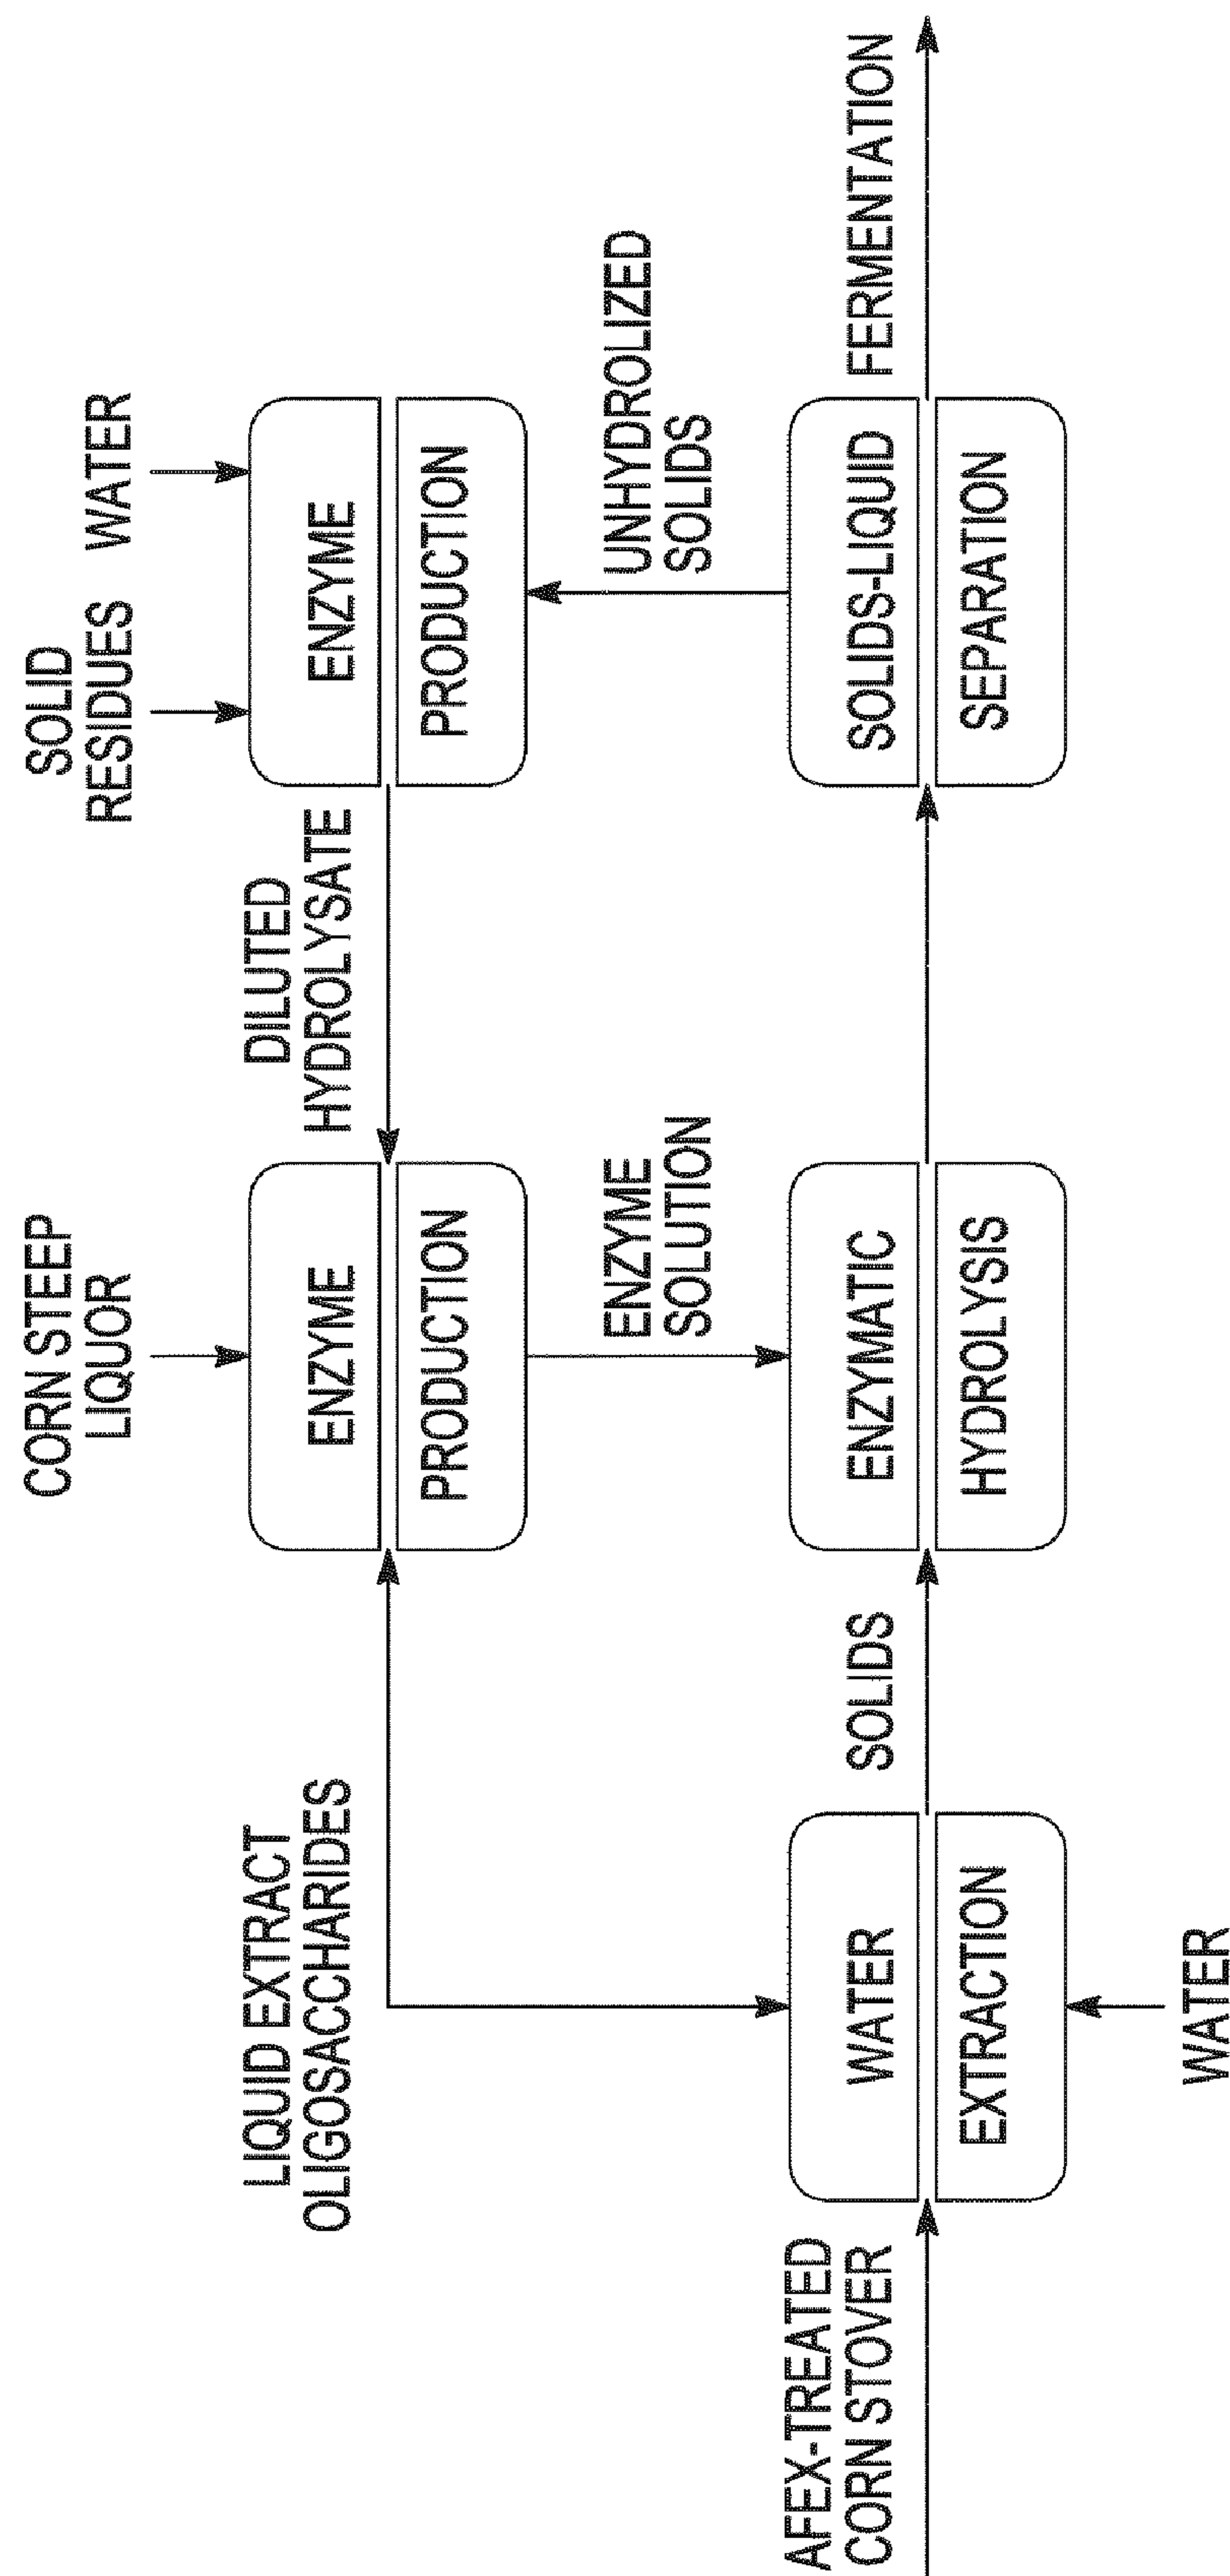 CORN STEEP
LIQUOR
SOLID
RESIDUES
WATER
LIQUID EXTRACT
OLIGOSACCHARIDES
ENZYME
PRODUCTION
DILUTED
HYDROLYSATE
ENZYME
PRODUCTION
ENZYME
SOLUTION
UNHYDROLIZED
SOLIDS
AFEX-TREATED
CORN STOVER
WATER
EXTRACTION
SOLIDS
ENZYMATIC
HYDROLYSIS
SOLIDS-LIQUID
SEPARATION
FERMENTATION
WATER